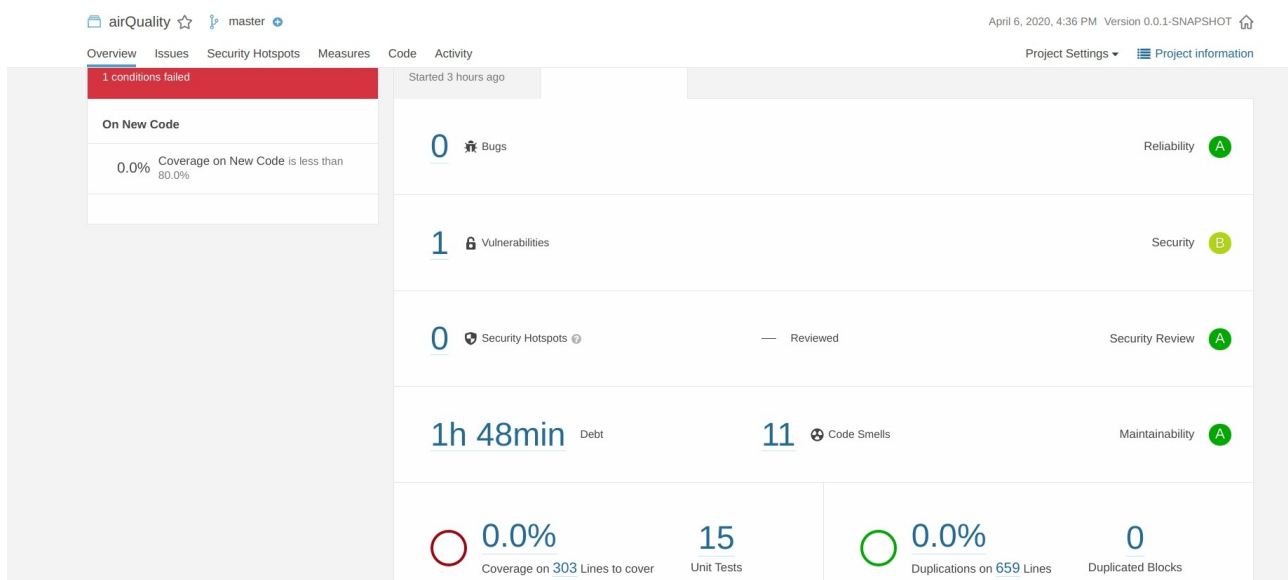 airQuality master April 6, 2020, 4:36 PM Version 0.0.1-SNAPSHOT
Overview Issues Security Hotspots Measures Code Activity Project Settings Project information
1 conditions failed
Started 3 hours ago
On New Code
0.0% Coverage on New Code is less than
80.0%
0 Bugs Reliability A
1 Vulnerabilities Security B
0 Security Hotspots ? — Reviewed Security Review A
1h 48min Debt 11 Code Smells Maintainability A
0.0% 15 0.0% 0
Coverage on 303 Lines to cover Unit Tests Duplications on 659 Lines Duplicated Blocks